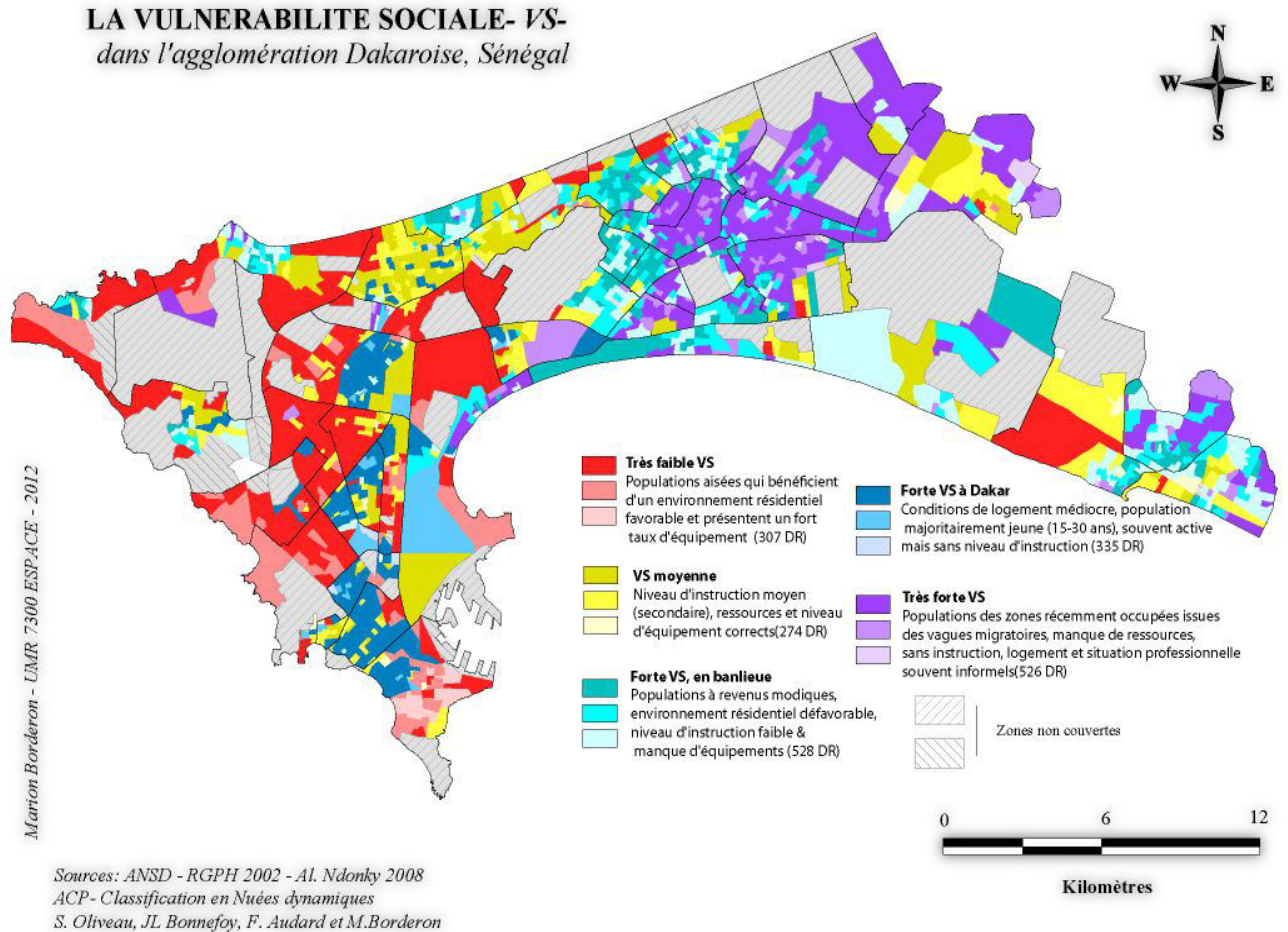 LA VULNERABILITE SOCIALE- VS-
dans l'agglomération Dakaroise, Sénégal
N
W
E
S
Très faible VS
Populations aisées qui bénéficient
d'un environnement résidentiel
favorable et présentent un fort
taux d'équipement (307 DR)
VS moyenne
Niveau d'instruction moyen
(secondaire), ressources et niveau
d'équipement corrects(274 DR)
Forte VS, en banlieue
Populations à revenus modiques,
environnement résidentiel défavorable,
niveau d'instruction faible &
manque d'équipements (528 DR)
Forte VS à Dakar
Conditions de logement médiocre, population
majoritairement jeune (15-30 ans), souvent active
mais sans niveau d'instruction (335 DR)
Très forte VS
Populations des zones récemment occupées issues
des vagues migratoires, manque de ressources,
sans instruction, logement et situation professionnelle
souvent informels(526 DR)
Zones non couvertes
0 6 12
Kilomètres
Marion Borderon - UMR 7300 ESPACE - 2012
Sources: ANSD - RGPH 2002 - Al. Ndonky 2008
ACP- Classification en Nuées dynamiques
S. Oliveau, JL Bonnefoy, F. Audard et M.Borderon